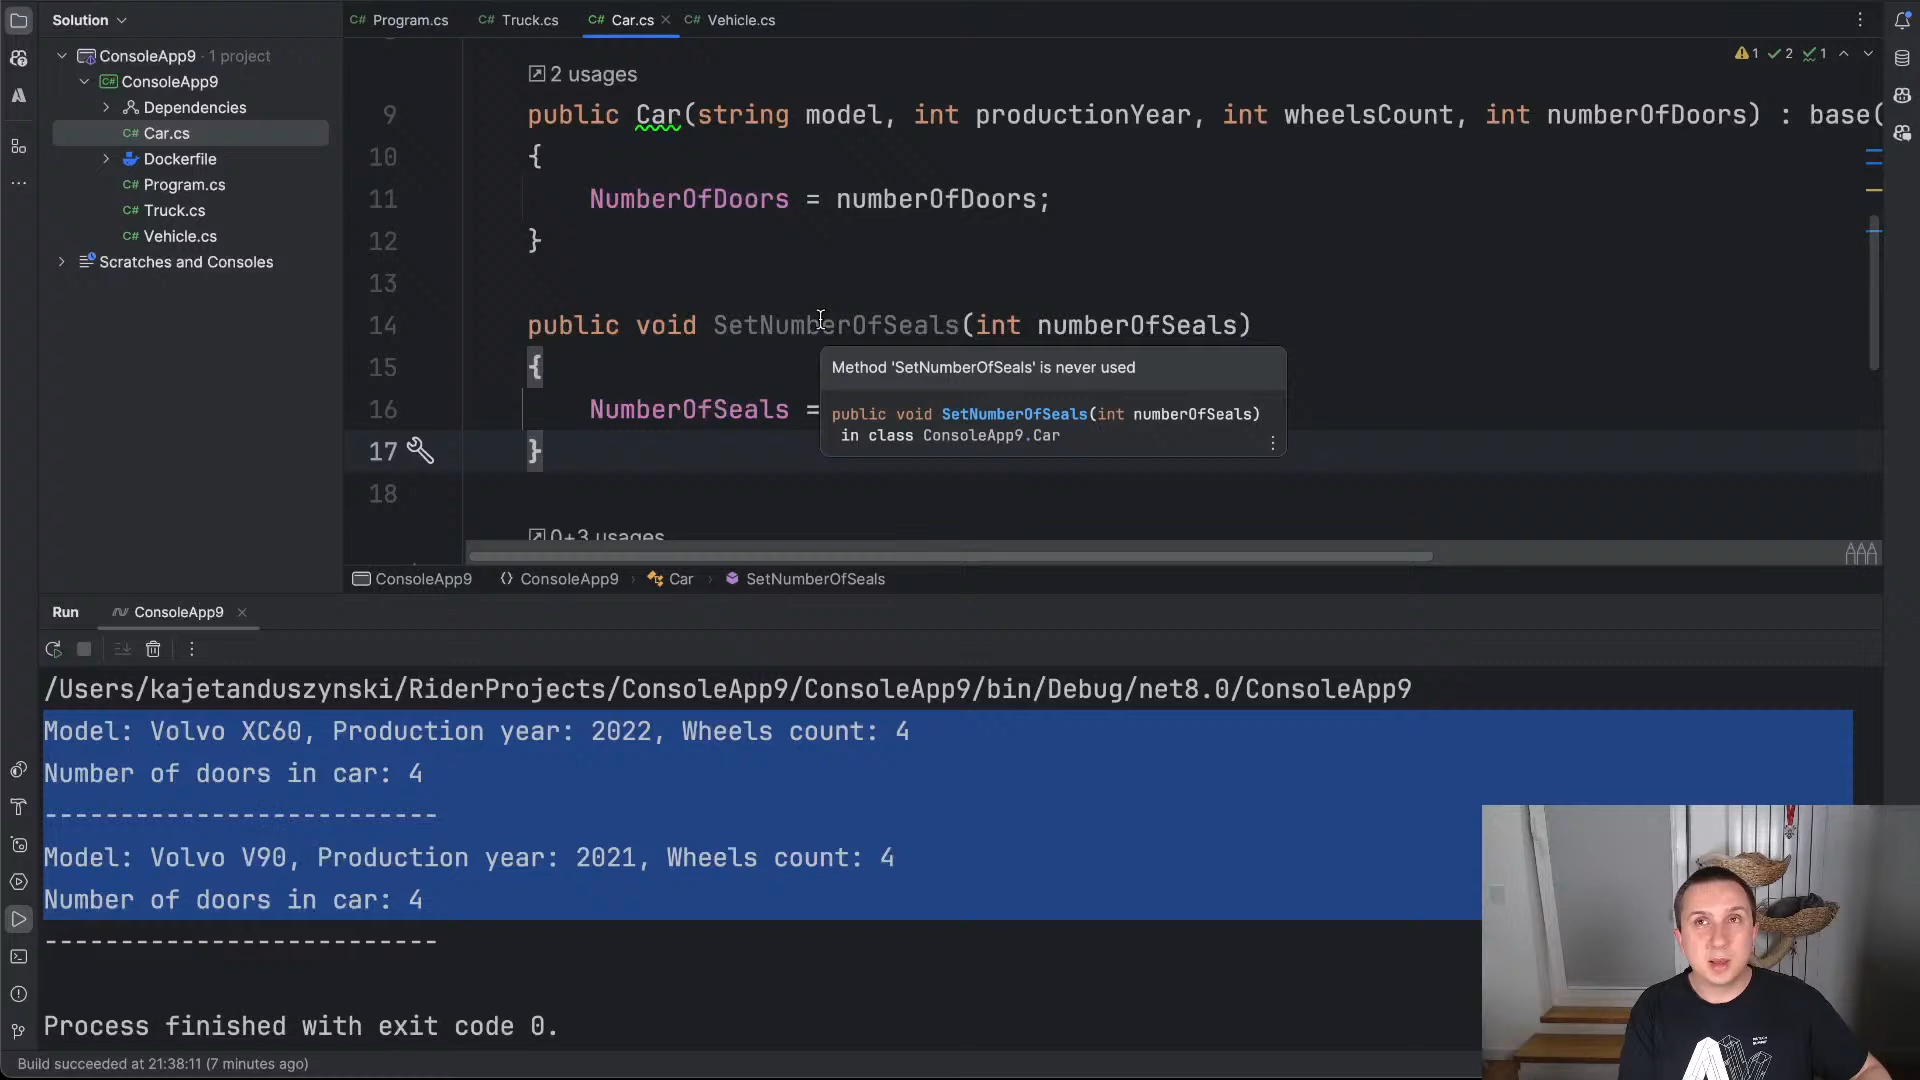 Solution
Program.cs
Truck.cs
Car.cs
Vehicle.cs
ConsoleApp9 · 1 project
ConsoleApp9
Dependencies
Car.cs
Dockerfile
Program.cs
Truck.cs
Vehicle.cs
Scratches and Consoles
1 2 1
2 usages
9 public Car(string model, int productionYear, int wheelsCount, int numberOfDoors) : base(
10 {
11 NumberOfDoors = numberOfDoors;
12 }
13
14 public void SetNumberOfSeals(int numberOfSeals)
15 {
16 NumberOfSeals =
17 }
18
Method 'SetNumberOfSeals' is never used
public void SetNumberOfSeals(int numberOfSeals)
in class ConsoleApp9.Car
0+3 usages
ConsoleApp9 ConsoleApp9 › Car › SetNumberOfSeals
Run ConsoleApp9
/Users/kajetanduszynski/RiderProjects/ConsoleApp9/ConsoleApp9/bin/Debug/net8.0/ConsoleApp9
Model: Volvo XC60, Production year: 2022, Wheels count: 4
Number of doors in car: 4
--------------------------
Model: Volvo V90, Production year: 2021, Wheels count: 4
Number of doors in car: 4
--------------------------
Process finished with exit code 0.
Build succeeded at 21:38:11 (7 minutes ago)